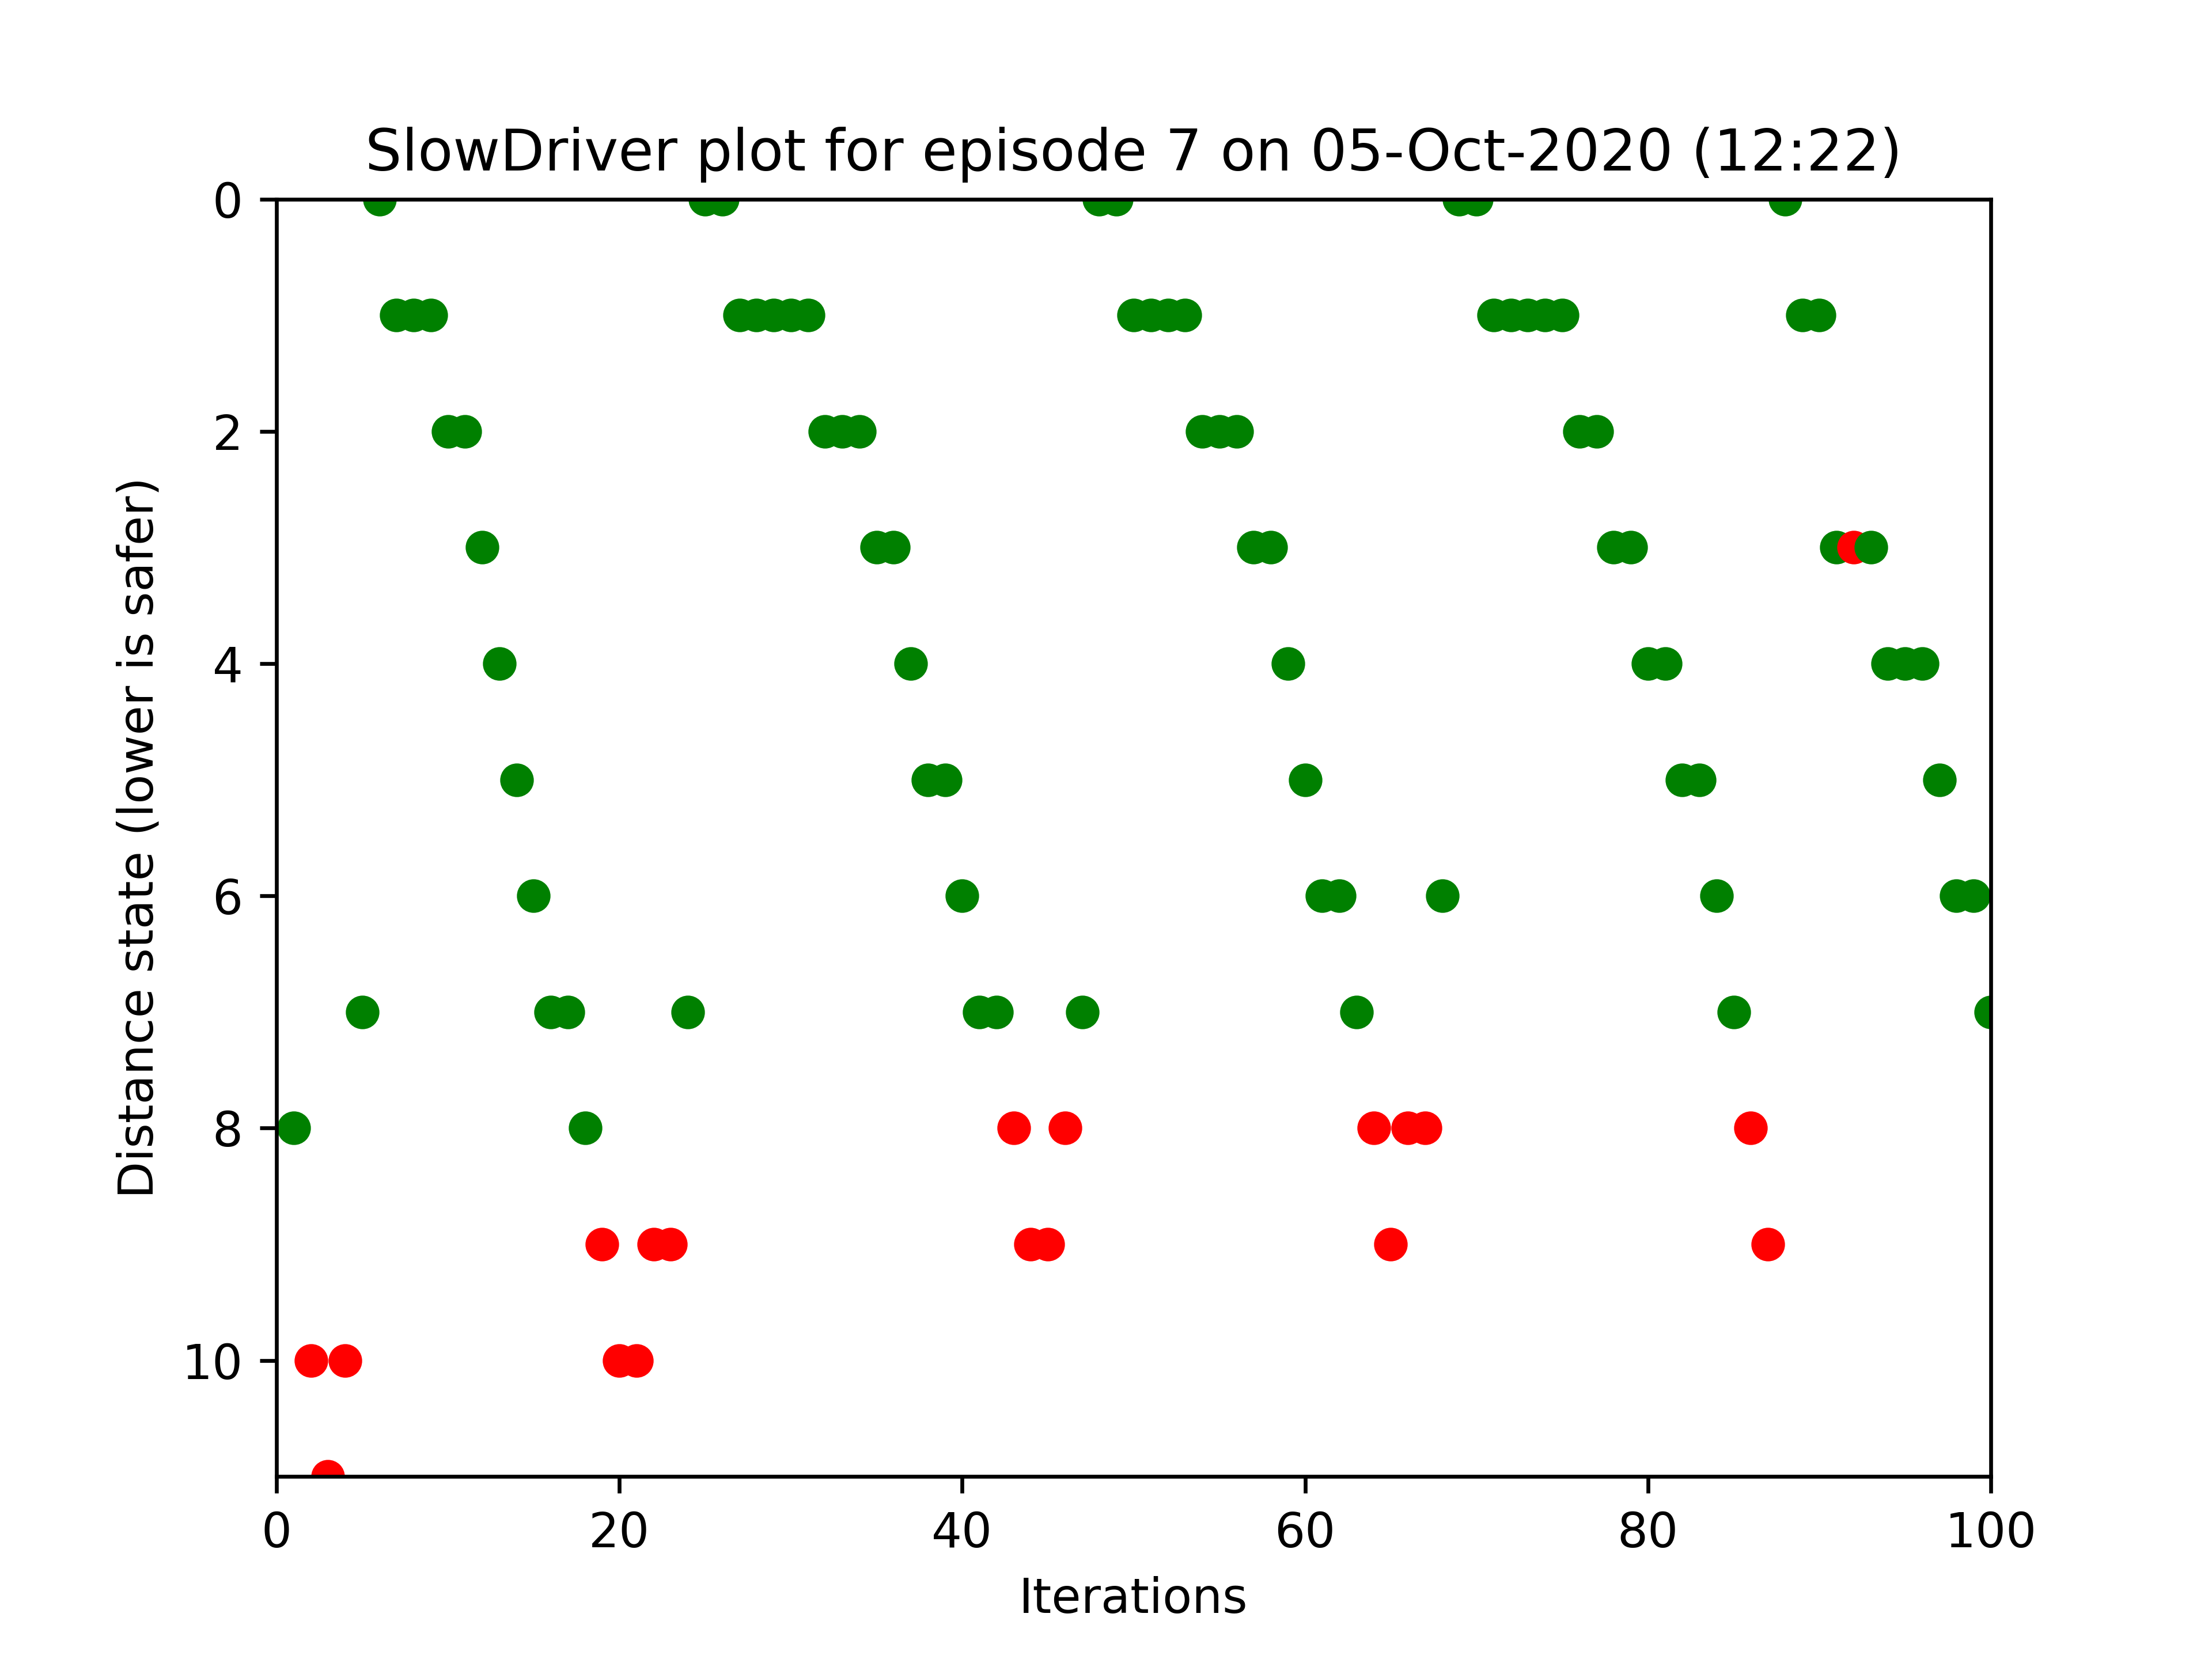 SlowDriver plot for episode 7 on 05-Oct-2020 (12:22)
Distance state (lower is safer)
0
2
4
6
8
10
0 20 40 60 80 100
Iterations